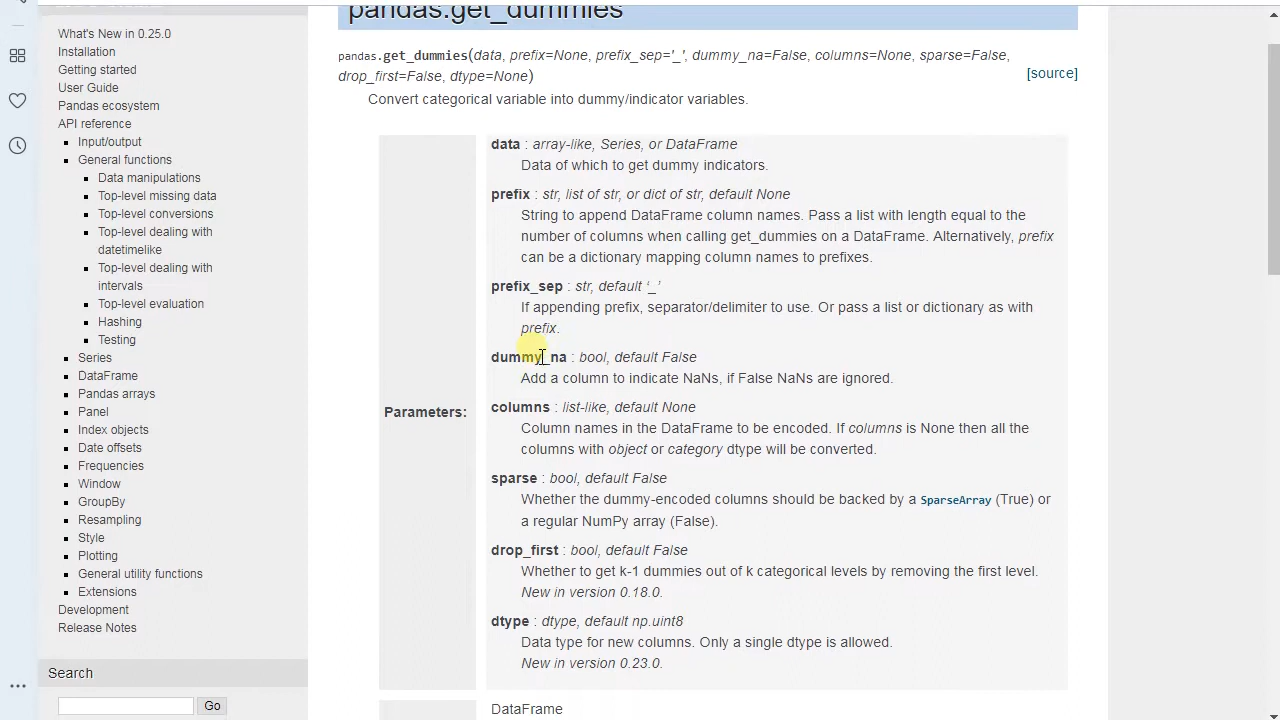 What's New in 0.25.0
Installation
Getting started
User Guide
Pandas ecosystem
API reference
Input/output
General functions
Data manipulations
Top-level missing data
Top-level conversions
Top-level dealing with
datetimelike
Top-level dealing with
intervals
Top-level evaluation
Hashing
Testing
Series
DataFrame
Pandas arrays
Panel
Index objects
Date offsets
Frequencies
Window
GroupBy
Resampling
Style
Plotting
General utility functions
Extensions
Development
Release Notes
Search
Go
pandas.get_dummies
pandas.get_dummies(data, prefix=None, prefix_sep='_', dummy_na=False, columns=None, sparse=False,
drop_first=False, dtype=None)
[source]
Convert categorical variable into dummy/indicator variables.
Parameters:
data : array-like, Series, or DataFrame
Data of which to get dummy indicators.
prefix : str, list of str, or dict of str, default None
String to append DataFrame column names. Pass a list with length equal to the
number of columns when calling get_dummies on a DataFrame. Alternatively, prefix
can be a dictionary mapping column names to prefixes.
prefix_sep : str, default ‘_’
If appending prefix, separator/delimiter to use. Or pass a list or dictionary as with
prefix.
dummy_na : bool, default False
Add a column to indicate NaNs, if False NaNs are ignored.
columns : list-like, default None
Column names in the DataFrame to be encoded. If columns is None then all the
columns with object or category dtype will be converted.
sparse : bool, default False
Whether the dummy-encoded columns should be backed by a SparseArray (True) or
a regular NumPy array (False).
drop_first : bool, default False
Whether to get k-1 dummies out of k categorical levels by removing the first level.
New in version 0.18.0.
dtype : dtype, default np.uint8
Data type for new columns. Only a single dtype is allowed.
New in version 0.23.0.
DataFrame